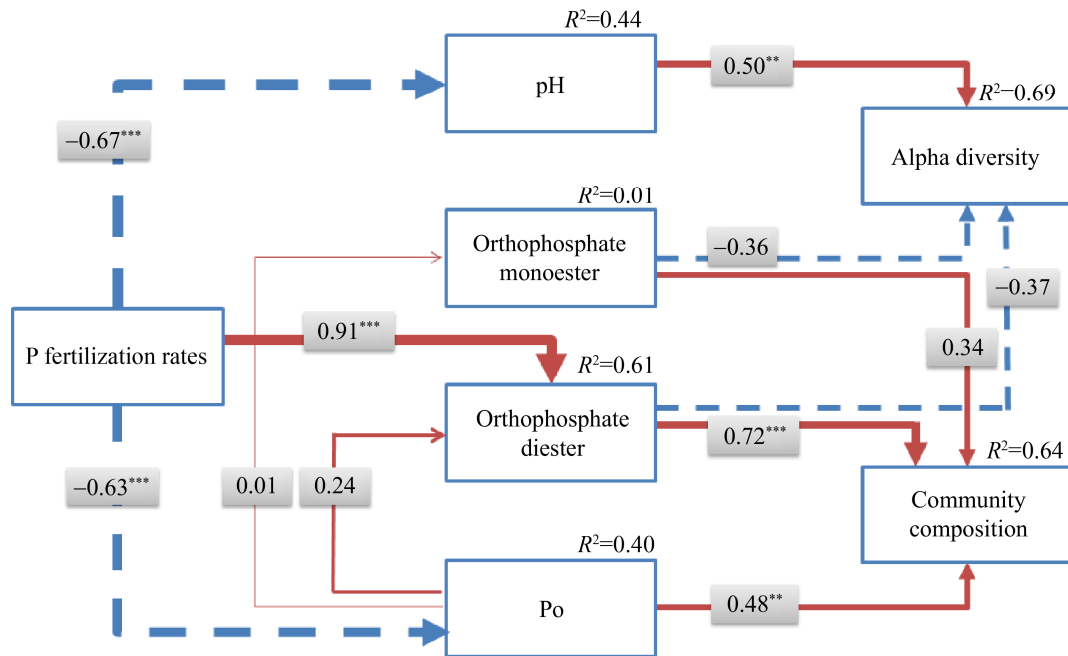 R²=0.44
pH
0.50**
R²−0.69
Alpha diversity
−0.67***
R²=0.01
Orthophosphate
monoester
−0.36
−0.37
P fertilization rates
0.91***
0.34
R²=0.61
Orthophosphate
diester
0.72***
R²=0.64
−0.63***
0.01
0.24
Community
composition
R²=0.40
Po
0.48**